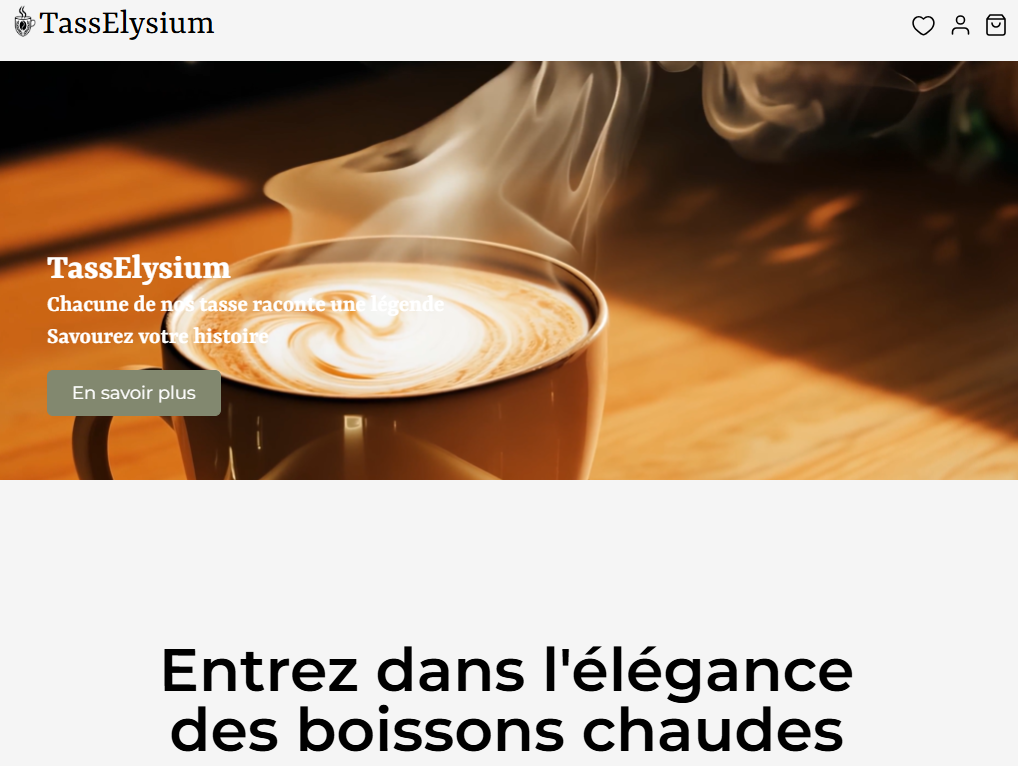 TassElysium
TassElysium
Chacune de nos tasse raconte une légende
Savourez votre histoire
En savoir plus
Entrez dans l'élégance
des boissons chaudes